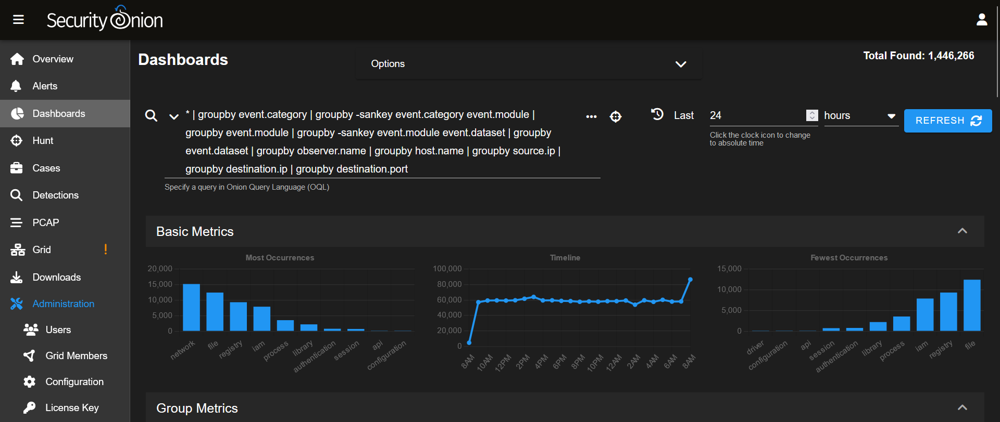 Security Onion
Overview
Alerts
Dashboards
Hunt
Cases
Detections
PCAP
Grid
!
Downloads
Administration
Users
Grid Members
Configuration
License Key
Dashboards
Options
Total Found: 1,446,266
* | groupby event.category | groupby -sankey event.category event.module |
groupby event.module | groupby -sankey event.module event.dataset | groupby
event.dataset | groupby observer.name | groupby host.name | groupby source.ip |
groupby destination.ip | groupby destination.port
Specify a query in Onion Query Language (OQL)
Last
24
hours
Click the clock icon to change
to absolute time
REFRESH
Basic Metrics
Most Occurrences
20,000
15,000
10,000
5,000
0
network
file
registry
iam
process
library
authentication
session
api
configuration
Timeline
100,000
80,000
60,000
40,000
20,000
0
8AM
10AM
12PM
2PM
4PM
6PM
8PM
10PM
12AM
2AM
4AM
6AM
8AM
Fewest Occurrences
15,000
10,000
5,000
0
driver
configuration
api
session
authentication
library
process
iam
registry
file
Group Metrics